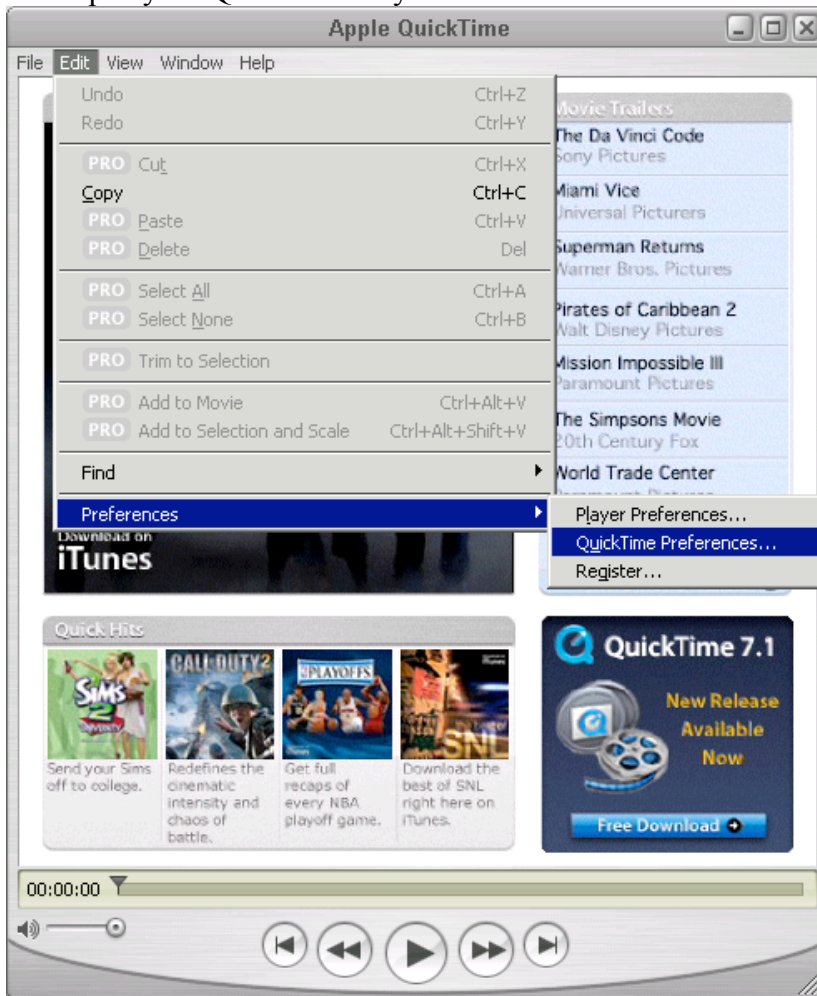 Apple QuickTime
File Edit View Window Help
Undo Ctrl+Z
Redo Ctrl+Y
PRO Cut Ctrl+X
Copy Ctrl+C
PRO Paste Ctrl+V
PRO Delete Del
PRO Select All Ctrl+A
PRO Select None Ctrl+B
PRO Trim to Selection
PRO Add to Movie Ctrl+Alt+V
PRO Add to Selection and Scale Ctrl+Alt+Shift+V
Find
Preferences
Player Preferences...
QuickTime Preferences...
Register...
Movie Trailers
The Da Vinci Code
Sony Pictures
Miami Vice
Universal Picturers
Superman Returns
Warner Bros. Pictures
Pirates of Caribbean 2
Walt Disney Pictures
Mission Impossible III
Paramount Pictures
The Simpsons Movie
20th Century Fox
World Trade Center
Download on
iTunes
Quick Hits
SiMS
2
UNIVERSITY
CALL DUTY 2
PLAYOFFS
SNL
Send your Sims
off to college.
Redefines the
cinematic
intensity and
chaos of
battle.
Get full
recaps of
every NBA
playoff game.
Download the
best of SNL
right here on
iTunes.
QuickTime 7.1
New Release
Available
Now
Free Download
00:00:00